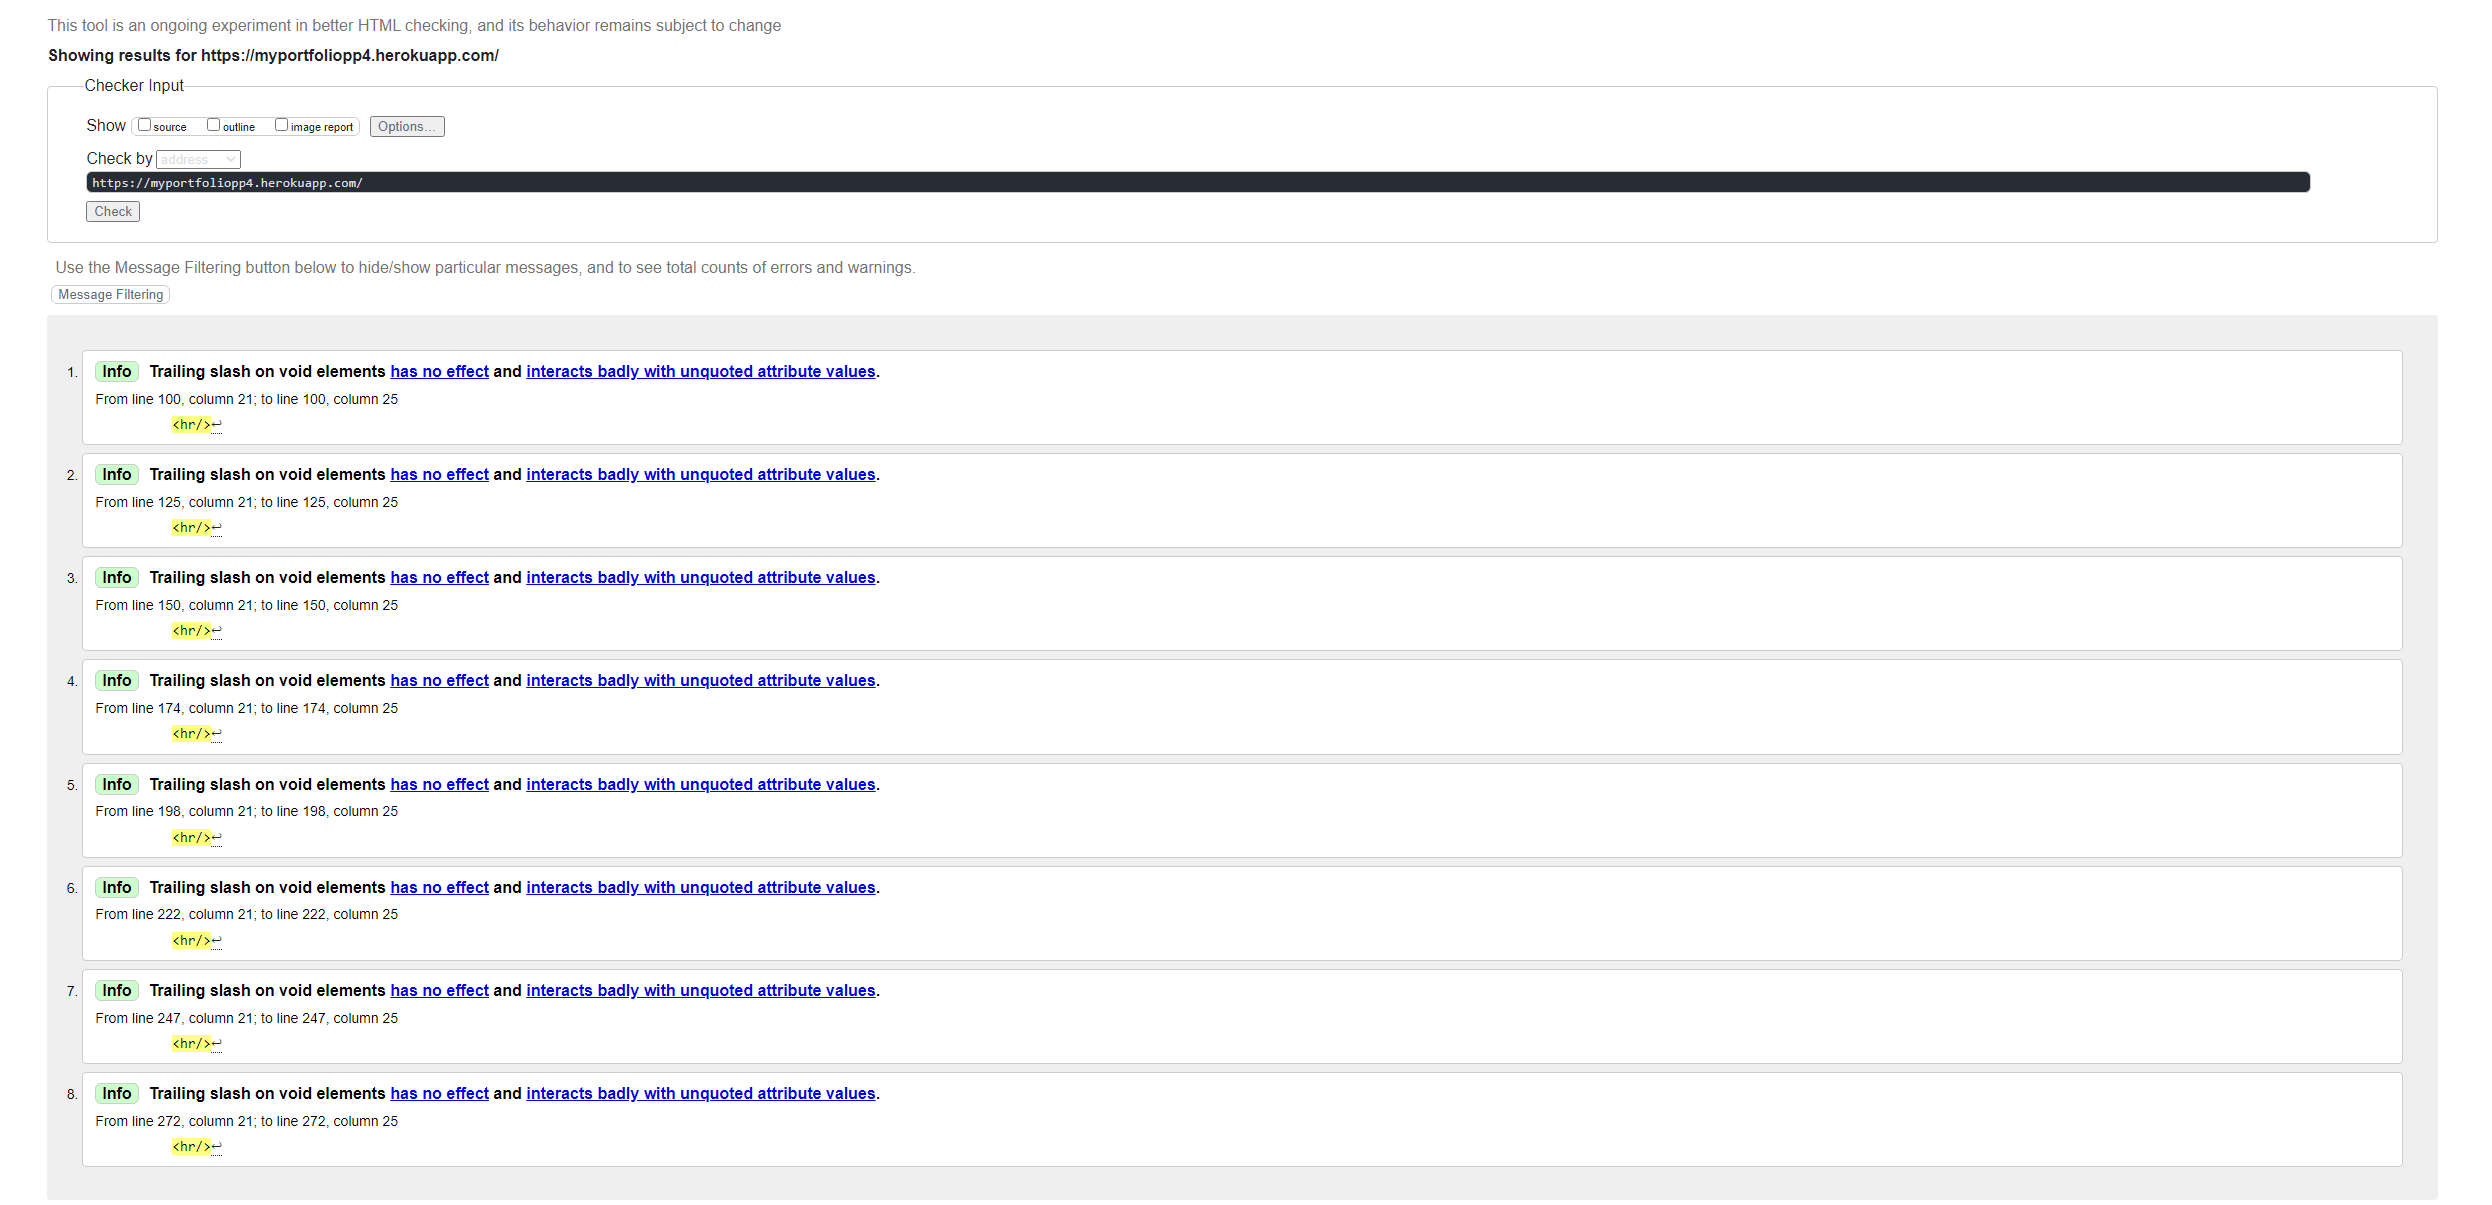 This tool is an ongoing experiment in better HTML checking, and its behavior remains subject to change
Showing results for https://myportfoliopp4.herokuapp.com/
Checker Input
Show source outline image report Options...
Check by address
https://myportfoliopp4.herokuapp.com/
Check
Use the Message Filtering button below to hide/show particular messages, and to see total counts of errors and warnings.
Message Filtering
1. Info Trailing slash on void elements has no effect and interacts badly with unquoted attribute values.
From line 100, column 21; to line 100, column 25
<hr/>↩
2. Info Trailing slash on void elements has no effect and interacts badly with unquoted attribute values.
From line 125, column 21; to line 125, column 25
<hr/>↩
3. Info Trailing slash on void elements has no effect and interacts badly with unquoted attribute values.
From line 150, column 21; to line 150, column 25
<hr/>↩
4. Info Trailing slash on void elements has no effect and interacts badly with unquoted attribute values.
From line 174, column 21; to line 174, column 25
<hr/>↩
5. Info Trailing slash on void elements has no effect and interacts badly with unquoted attribute values.
From line 198, column 21; to line 198, column 25
<hr/>↩
6. Info Trailing slash on void elements has no effect and interacts badly with unquoted attribute values.
From line 222, column 21; to line 222, column 25
<hr/>↩
7. Info Trailing slash on void elements has no effect and interacts badly with unquoted attribute values.
From line 247, column 21; to line 247, column 25
<hr/>↩
8. Info Trailing slash on void elements has no effect and interacts badly with unquoted attribute values.
From line 272, column 21; to line 272, column 25
<hr/>↩